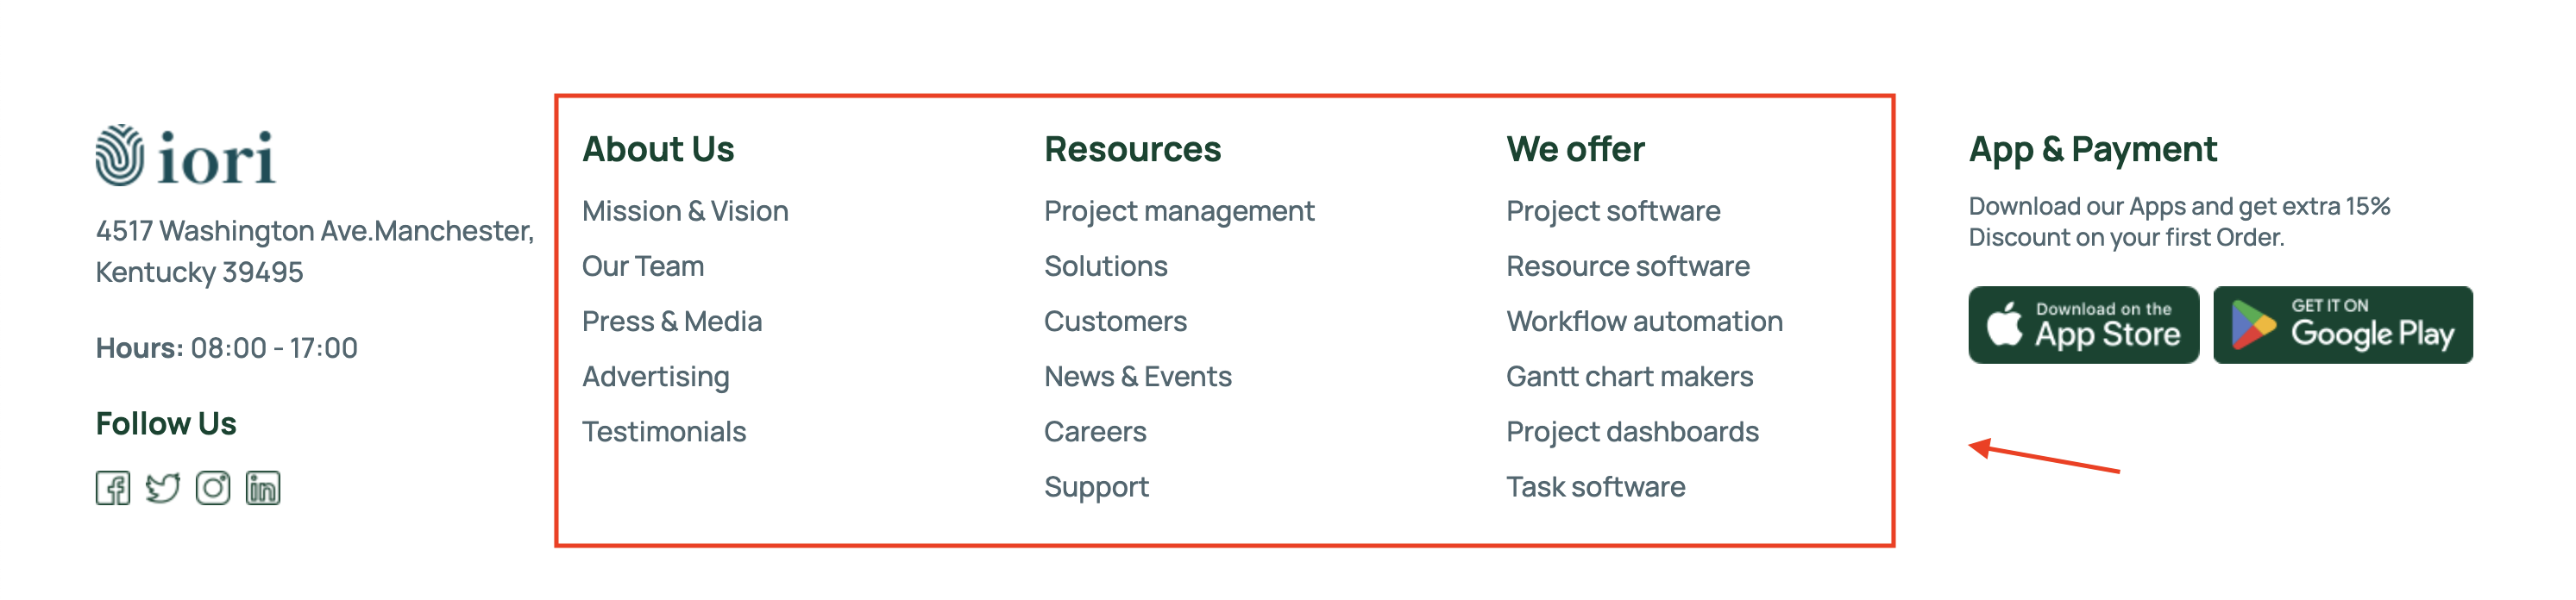 iori
4517 Washington Ave.Manchester,
Kentucky 39495
Hours: 08:00 - 17:00
Follow Us
About Us
Mission & Vision
Our Team
Press & Media
Advertising
Testimonials
Resources
Project management
Solutions
Customers
News & Events
Careers
Support
We offer
Project software
Resource software
Workflow automation
Gantt chart makers
Project dashboards
Task software
App & Payment
Download our Apps and get extra 15%
Discount on your first Order.
Download on the
App Store
GET IT ON
Google Play